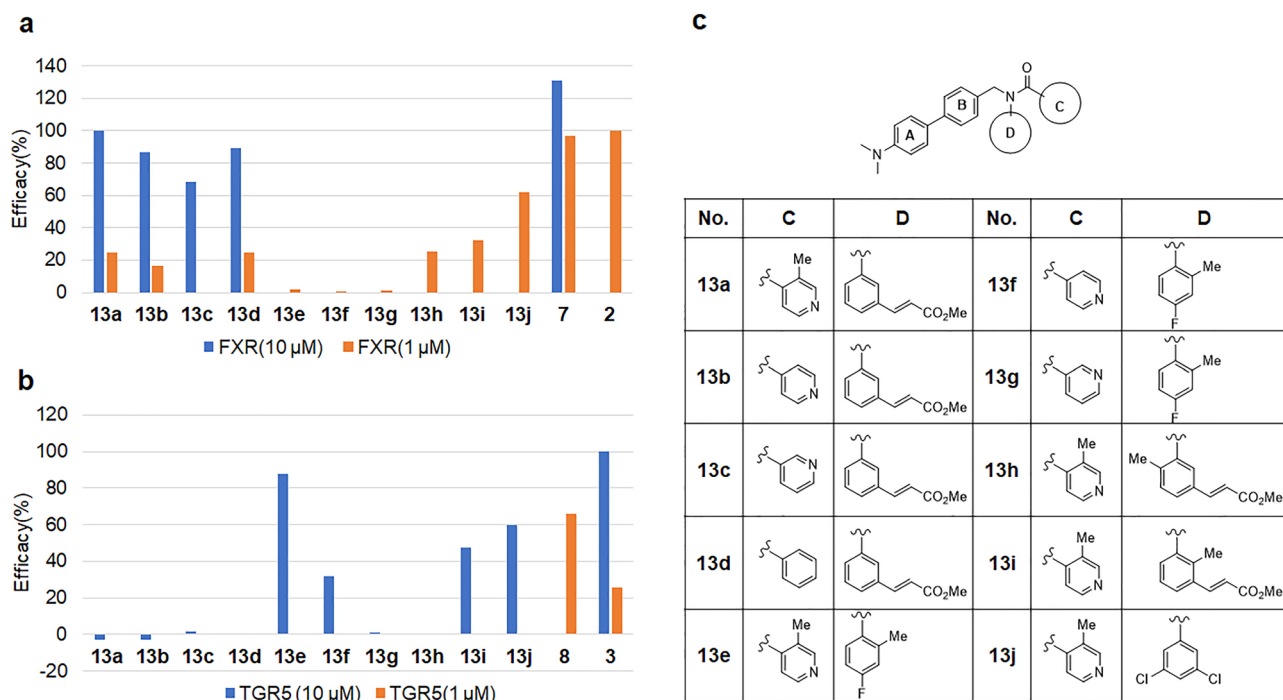 a
140
120
100
80
60
40
20
0
Efficacy(%)
13a 13b 13c 13d 13e 13f 13g 13h 13i 13j 7 2
FXR(10 µM) FXR(1 µM)
b
120
100
80
60
40
20
0
-20
Efficacy(%)
13a 13b 13c 13d 13e 13f 13g 13h 13i 13j 8 3
TGR5(10 µM) TGR5(1 µM)
c
O
N
A B C D
N
No. C D No. C D
13a Me N CO2Me 13f N Me F
13b N CO2Me 13g N Me F
13c N CO2Me 13h Me N Me CO2Me
13d CO2Me 13i Me N Me CO2Me
13e Me N Me F 13j Me N Cl Cl